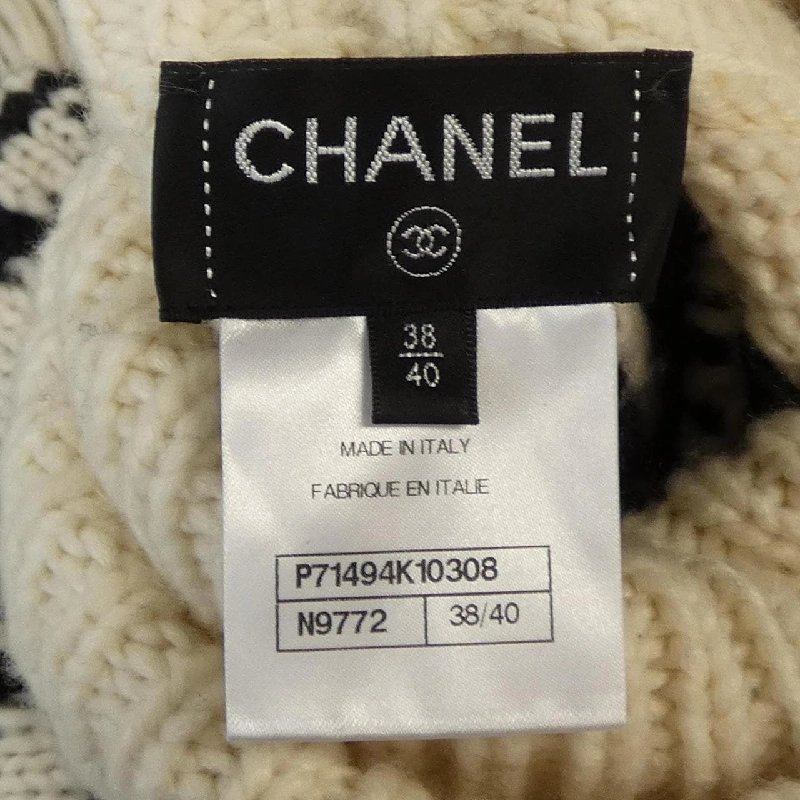 CHANEL
38
40
MADE IN ITALY
FABRIQUE EN ITALIE
P71494K10308
N9772 38/40